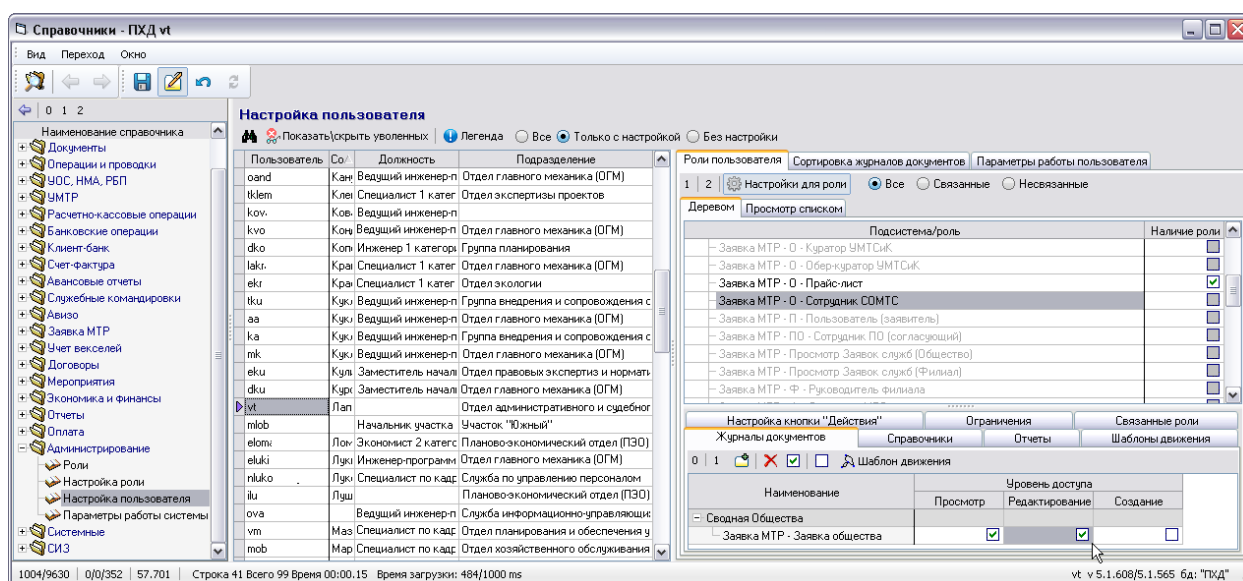 Справочники - ПХД vt
Вид Переход Окно
0 1 2
Наименование справочника
Документы
Операции и проводки
УОС, НМА, РБП
УМТР
Расчетно-кассовые операции
Банковские операции
Клиент-банк
Счет-фактура
Авансовые отчеты
Служебные командировки
Авизо
Заявка МТР
Учет векселей
Договоры
Мероприятия
Экономика и финансы
Отчеты
Оплата
Администрирование
Роли
Настройка роли
Настройка пользователя
Параметры работы системы
Системные
СИЗ
Настройка пользователя
Показать\скрыть уволенных Легенда Все Только с настройкой Без настройки
Пользователь Со Должность Подразделение
oand Ведущий инженер-п Отдел главного механика (ОГМ)
tklem Клеи Специалист 1 катег Отдел экспертизы проектов
kov Ков. Ведущий инженер-п
kvo Ведущий инженер-п Отдел главного механика (ОГМ)
dko Инженер 1 категори Группа планирования
lakr Краи Специалист 1 катег Отдел главного механика (ОГМ)
ekr Краи Специалист 1 катег Отдел экологии
tku Куки Ведущий инженер-п Группа внедрения и сопровождения с
aa Ведущий инженер-п Отдел главного механика (ОГМ)
ka Ведущий инженер-п Группа внедрения и сопровождения с
mk Ведущий инженер-п Отдел главного механика (ОГМ)
eku Заместитель начал Отдел правовых экспертиз и нормати
dku Заместитель начал Отдел главного механика (ОГМ)
vt Лап Отдел административного и судебног
mlob Начальник участка Участок "Южный"
eloma Лом Экономист 2 катего Планово-экономический отдел (ПЭО)
eluki Инженер-программ Отдел главного механика (ОГМ)
nluko Специалист по кадр Служба по управлению персоналом
ilu Луш Планово-экономический отдел (ПЭО)
ova Ведущий инженер-п Служба информационно-управляющи
vm Маз Специалист по кадр Отдел планирования и обеспечения у
mob Мар Специалист по кадр Отдел хозяйственного обслуживания
Роли пользователя Сортировка журналов документов Параметры работы пользователя
1 2 Настройки для роли Все Связанные Несвязанные
Деревом Просмотр списком
Подсистема/роль Наличие роли
Заявка МТР - О - Куратор УМТСиК
Заявка МТР - О - Обер-куратор УМТСиК
Заявка МТР - О - Прайс-лист
Заявка МТР - О - Сотрудник СОМТС
Заявка МТР - П - Пользователь (заявитель)
Заявка МТР - ПО - Сотрудник ПО (согласующий)
Заявка МТР - Просмотр Заявок служб (Общество)
Заявка МТР - Просмотр Заявок служб (Филиал)
Заявка МТР - Ф - Руководитель филиала
Настройка кнопки "Действия" Ограничения Связанные роли
Журналы документов Справочники Отчеты Шаблоны движения
0 1 Шаблон движения
Наименование Уровень доступа
Просмотр Редактирование Создание
Сводная Общества
Заявка МТР - Заявка общества
1004/9630 0/0/352 57.701 Строка 41 Всего 99 Время 00:00.15 Время загрузки: 484/1000 ms vt v 5.1.608/5.1.565 бд: "ПХД"